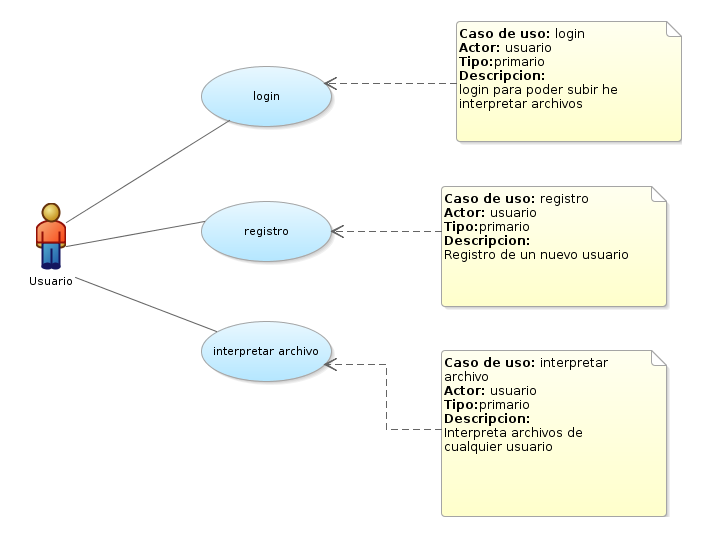 Caso de uso: login
Actor: usuario
Tipo:primario
Descripcion:
login para poder subir he
interpretar archivos
login
Caso de uso: registro
Actor: usuario
Tipo:primario
Descripcion:
Registro de un nuevo usuario
registro
Usuario
interpretar archivo
Caso de uso: interpretar
archivo
Actor: usuario
Tipo:primario
Descripcion:
Interpreta archivos de
cualquier usuario